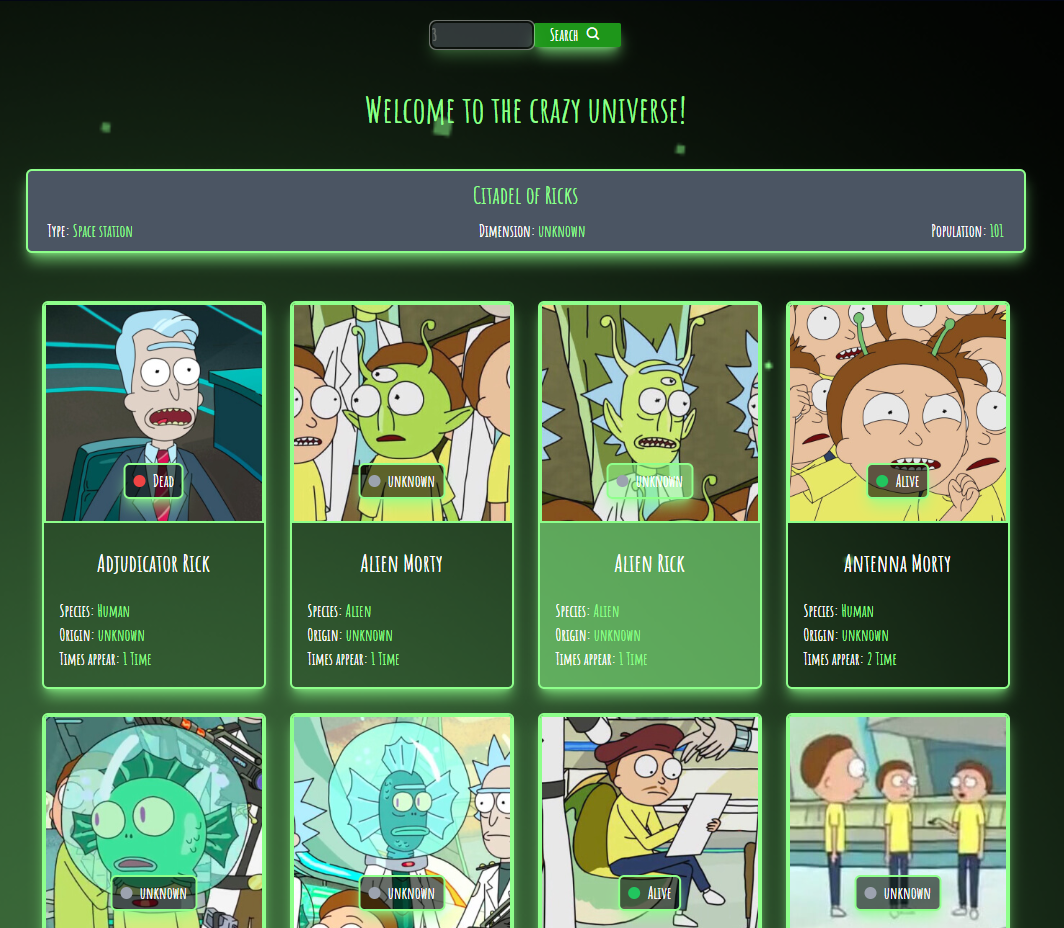 3
Search
Welcome to the crazy universe!
Citadel of Ricks
Type: Space station
Dimension: unknown
Population: 101
Dead
unknown
unknown
Alive
Adjudicator Rick
Species: Human
Origin: unknown
Times appear: 1 Time
Alien Morty
Species: Alien
Origin: unknown
Times appear: 1 Time
Alien Rick
Species: Alien
Origin: unknown
Times appear: 1 Time
Antenna Morty
Species: Human
Origin: unknown
Times appear: 2 Time
unknown
unknown
Alive
unknown